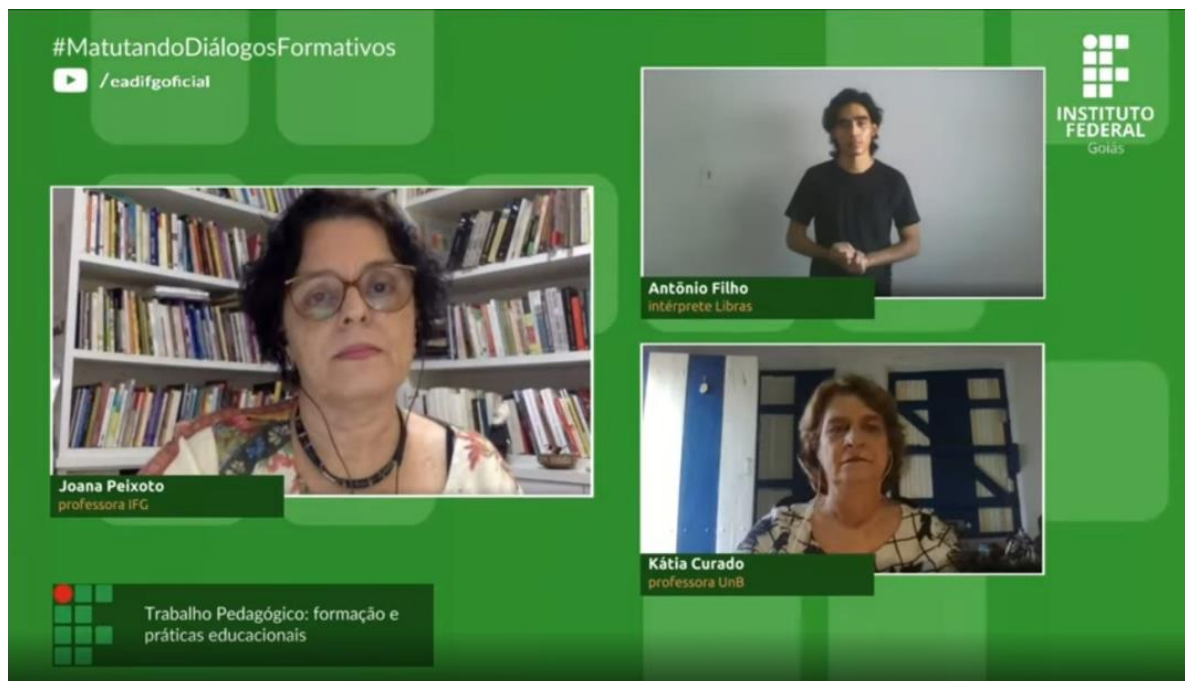 #MatutandoDiálogosFormativos
/eadifgoficial
INSTITUTO
FEDERAL
Goiás
Antônio Filho
intérprete Libras
Joana Peixoto
professora IFG
Kátia Curado
professora UnB
Trabalho Pedagógico: formação e
práticas educacionais